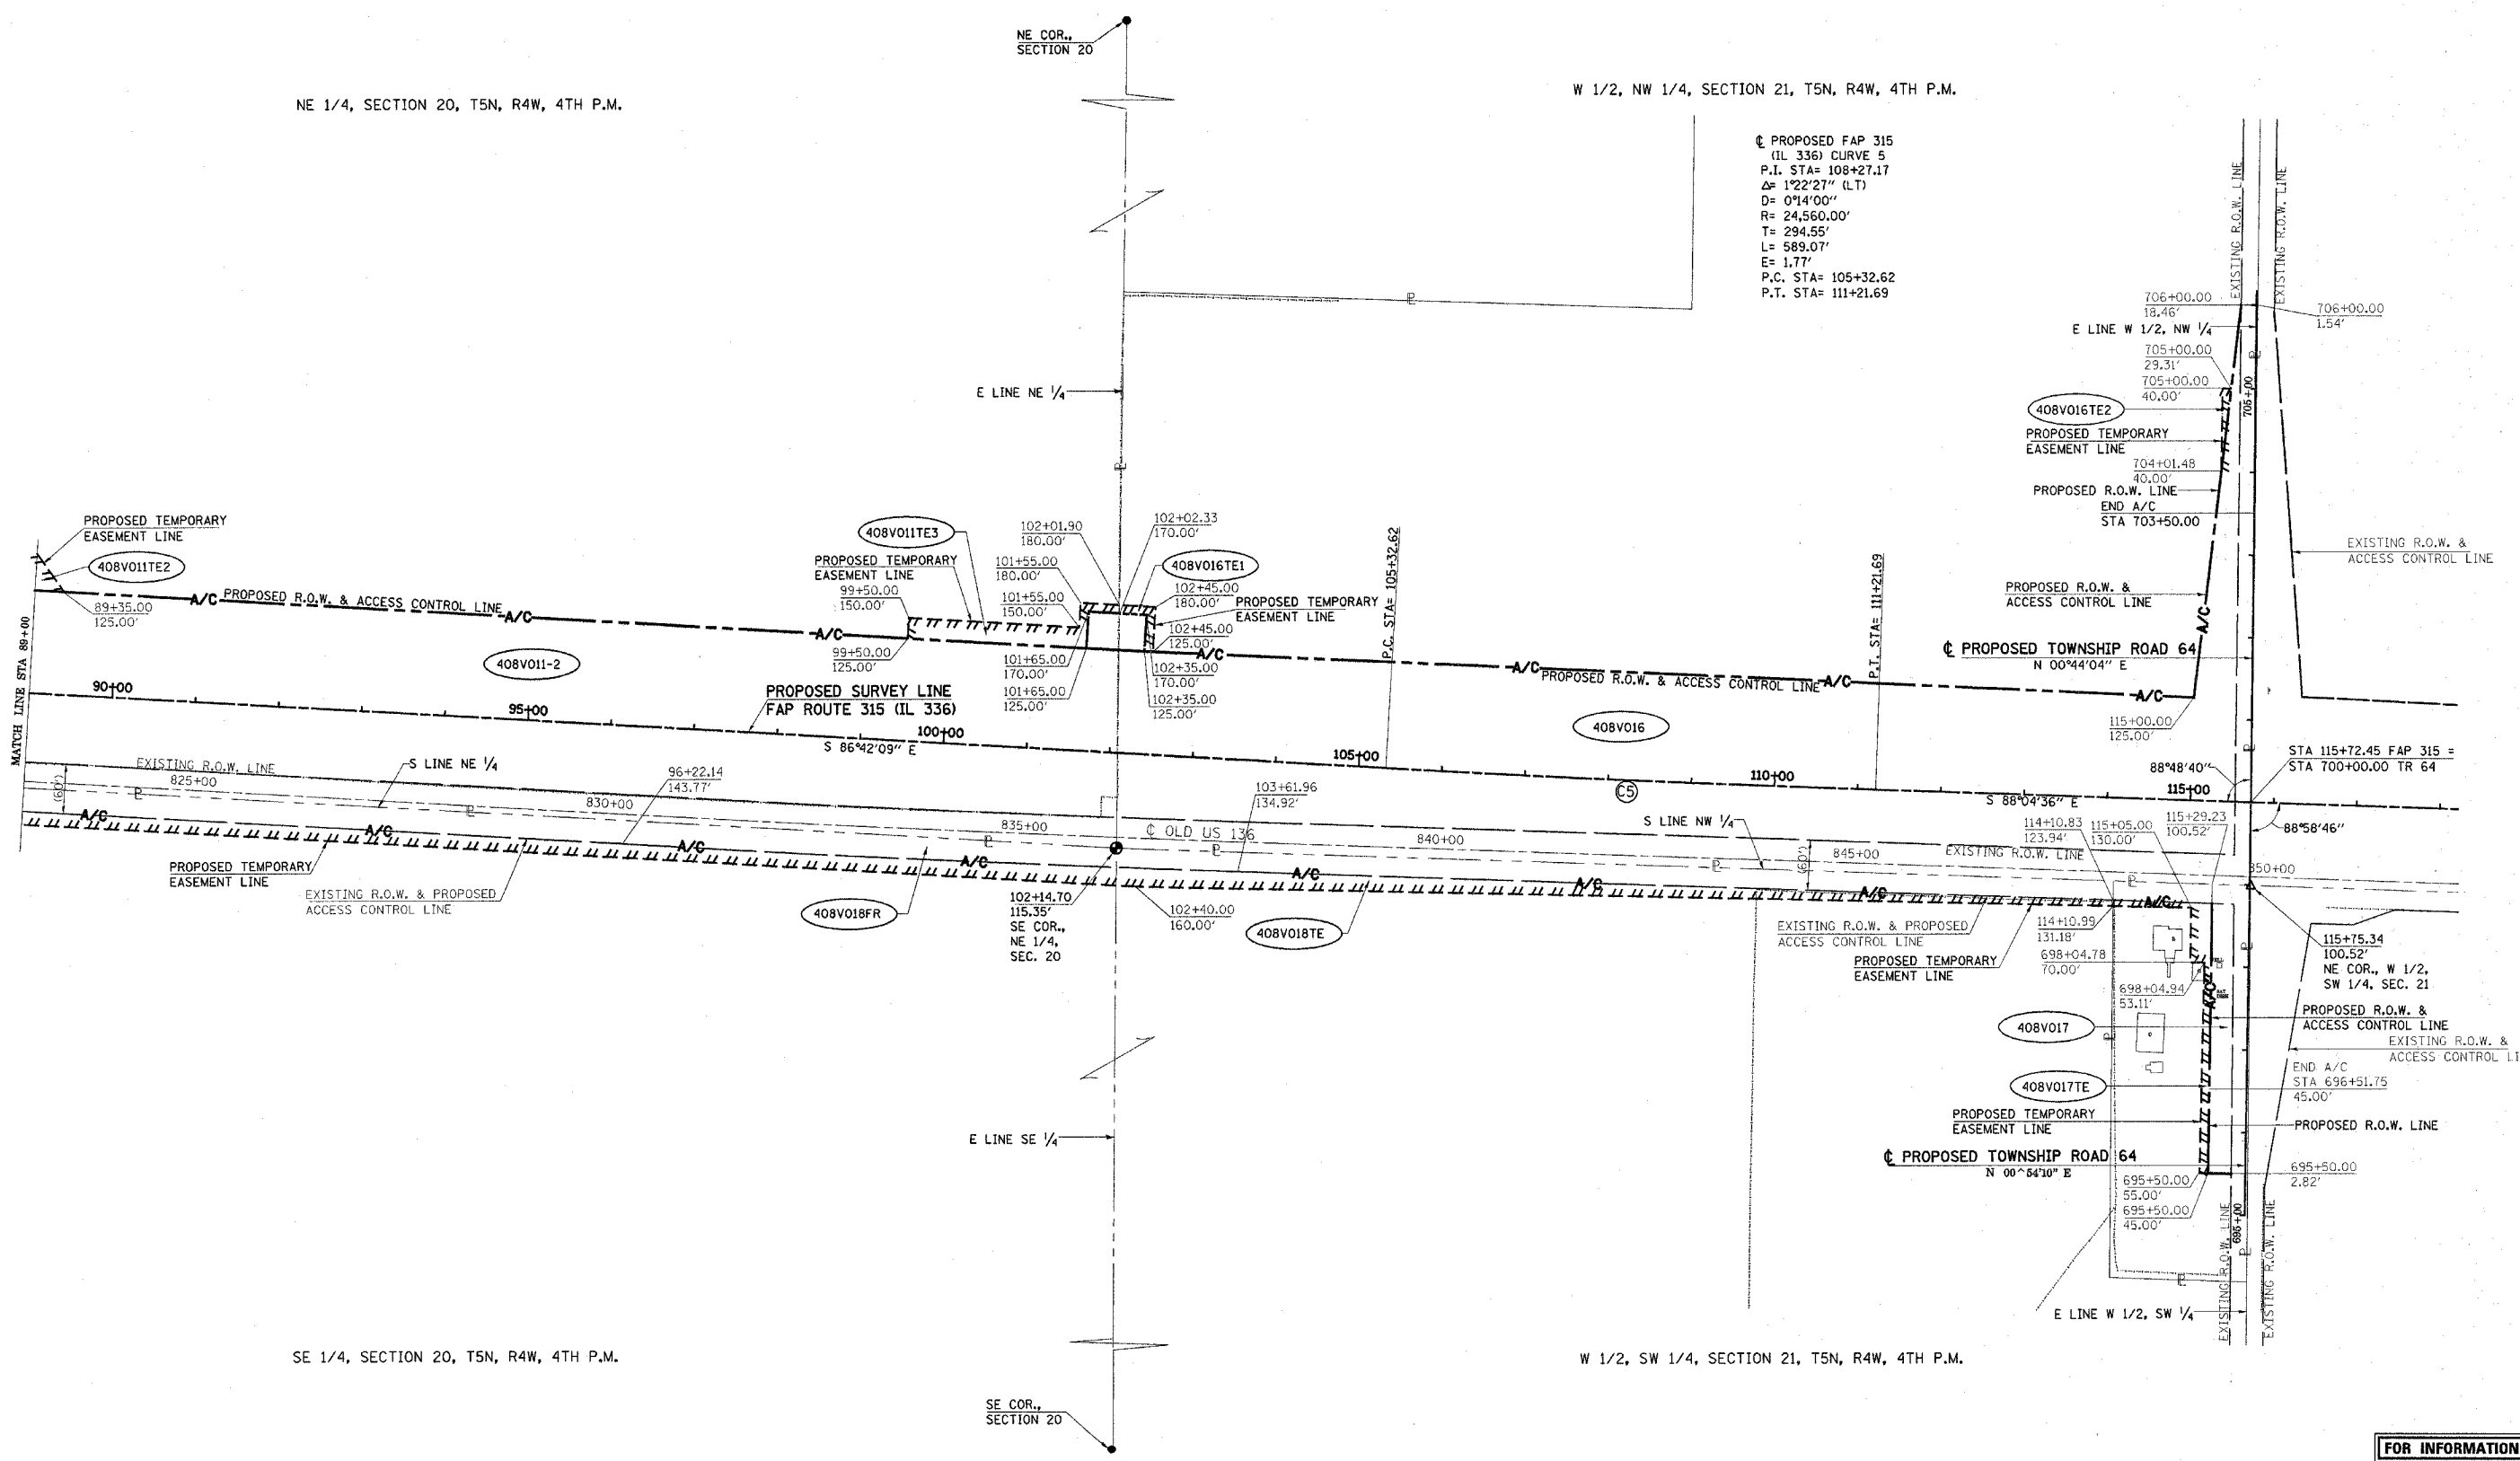 NE COR.,
SECTION 20
NE 1/4, SECTION 20, T5N, R4W, 4TH P.M.
W 1/2, NW 1/4, SECTION 21, T5N, R4W, 4TH P.M.
℄ PROPOSED FAP 315
(IL 336) CURVE 5
P.I. STA= 108+27.17
Δ= 1°22'27" (LT)
D= 0°14'00"
R= 24,560.00'
T= 294.55'
L= 589.07'
E= 1.77'
P.C. STA= 105+32.62
P.T. STA= 111+21.69
EXISTING R.O.W. LINE
EXISTING R.O.W. LINE
706+00.00
18.46'
706+00.00
1.54'
E LINE W 1/2, NW 1/4
705+00.00
29.31'
705+00.00
40.00'
705+00
408V016TE2
PROPOSED TEMPORARY
EASEMENT LINE
704+01.48
40.00'
PROPOSED R.O.W. LINE
END A/C
STA 703+50.00
EXISTING R.O.W. &
ACCESS CONTROL LINE
PROPOSED R.O.W. &
ACCESS CONTROL LINE
A/C
℄ PROPOSED TOWNSHIP ROAD 64
N 00°44'04" E
E LINE NE 1/4
℄
℄
PROPOSED TEMPORARY
EASEMENT LINE
408V011TE2
89+35.00
125.00'
A/C
PROPOSED R.O.W. & ACCESS CONTROL LINE
A/C
408V011TE3
PROPOSED TEMPORARY
EASEMENT LINE
99+50.00
150.00'
A/C
99+50.00
125.00'
102+01.90
180.00'
101+55.00
180.00'
101+55.00
150.00'
101+65.00
170.00'
101+65.00
125.00'
102+02.33
170.00'
408V016TE1
102+45.00
180.00'
PROPOSED TEMPORARY
EASEMENT LINE
102+45.00
125.00'
A/C
102+35.00
170.00'
102+35.00
125.00'
P.C. STA= 105+32.62
A/C
PROPOSED R.O.W. & ACCESS CONTROL LINE
A/C
P.T. STA= 111+21.69
A/C
115+00.00
125.00'
408V011-2
408V016
MATCH LINE STA 89+00
90+00
95+00
PROPOSED SURVEY LINE
FAP ROUTE 315 (IL 336)
100+00
S 86°42'09" E
105+00
C5
110+00
S 88°04'36" E
115+00
88°48'40"
STA 115+72.45 FAP 315 =
STA 700+00.00 TR 64
88°58'46"
EXISTING R.O.W. LINE
S LINE NE 1/4
825+00
(60')
96+22.14
143.77'
830+00
835+00
℄ OLD US 136
103+61.96
134.92'
840+00
S LINE NW 1/4
(60')
845+00
EXISTING R.O.W. LINE
114+10.83
123.94'
115+05.00
130.00'
115+29.23
100.52'
850+00
A/C
A/C
A/C
A/C
A/C
A/C
A/C
A/C
PROPOSED TEMPORARY
EASEMENT LINE
EXISTING R.O.W. & PROPOSED
ACCESS CONTROL LINE
408V018FR
102+14.70
115.35'
SE COR.,
NE 1/4,
SEC. 20
102+40.00
160.00'
408V018TE
EXISTING R.O.W. & PROPOSED
ACCESS CONTROL LINE
PROPOSED TEMPORARY
EASEMENT LINE
114+10.99
131.18'
698+04.78
70.00'
698+04.94
53.11'
A/C
115+75.34
100.52'
NE COR., W 1/2,
SW 1/4, SEC. 21
408V017
PROPOSED R.O.W. &
ACCESS CONTROL LINE
EXISTING R.O.W. &
ACCESS CONTROL LI
END A/C
STA 696+51.75
45.00'
408V017TE
PROPOSED TEMPORARY
EASEMENT LINE
PROPOSED R.O.W. LINE
E LINE SE 1/4
℄ PROPOSED TOWNSHIP ROAD 64
N 00^54'10" E
695+50.00
55.00'
695+50.00
45.00'
695+50.00
2.82'
695+00
EXISTING R.O.W. LINE
EXISTING R.O.W. LINE
E LINE W 1/2, SW 1/4
SE 1/4, SECTION 20, T5N, R4W, 4TH P.M.
W 1/2, SW 1/4, SECTION 21, T5N, R4W, 4TH P.M.
SE COR.,
SECTION 20
FOR INFORMATION